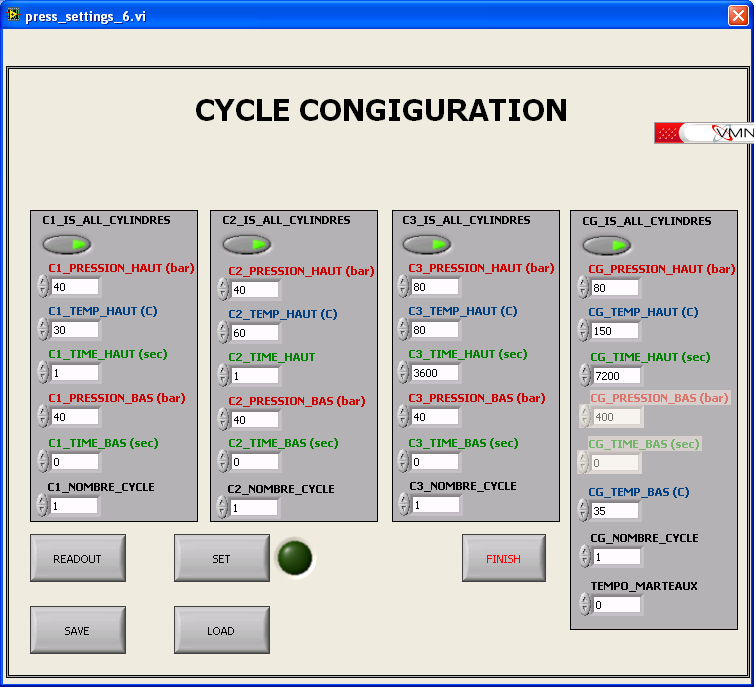 press_settings_6.vi
CYCLE CONGIGURATION
VMN
C1_IS_ALL_CYLINDRES
C1_PRESSION_HAUT (bar)
40
C1_TEMP_HAUT (C)
30
C1_TIME_HAUT (sec)
1
C1_PRESSION_BAS (bar)
40
C1_TIME_BAS (sec)
0
C1_NOMBRE_CYCLE
1
C2_IS_ALL_CYLINDRES
C2_PRESSION_HAUT (bar)
40
C2_TEMP_HAUT (C)
60
C2_TIME_HAUT
1
C2_PRESSION_BAS (bar)
40
C2_TIME_BAS (sec)
0
C2_NOMBRE_CYCLE
1
C3_IS_ALL_CYLINDRES
C3_PRESSION_HAUT (bar)
80
C3_TEMP_HAUT (C)
80
C3_TIME_HAUT (sec)
3600
C3_PRESSION_BAS (bar)
40
C3_TIME_BAS (sec)
0
C3_NOMBRE_CYCLE
1
CG_IS_ALL_CYLINDRES
CG_PRESSION_HAUT (bar)
80
CG_TEMP_HAUT (C)
150
CG_TIME_HAUT (sec)
7200
CG_PRESSION_BAS (bar)
400
CG_TIME_BAS (sec)
0
CG_TEMP_BAS (C)
35
CG_NOMBRE_CYCLE
1
TEMPO_MARTEAUX
0
READOUT
SET
FINISH
SAVE
LOAD